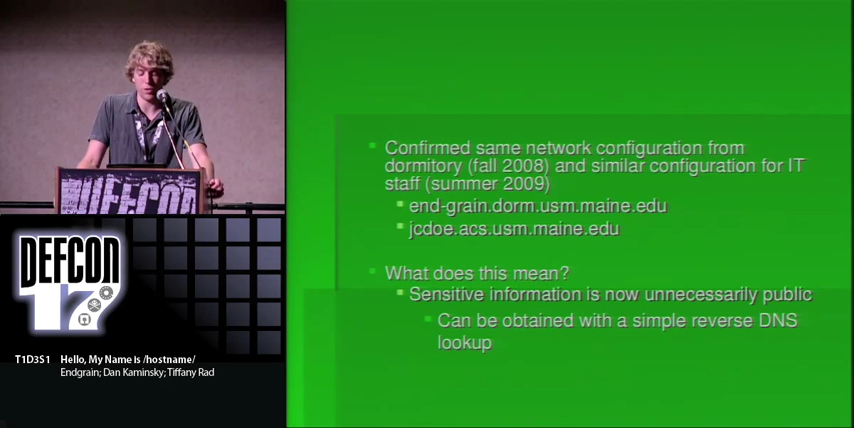 DEFCON
DEFCON
17
T1D3S1 Hello, My Name is /hostname/
Endgrain; Dan Kaminsky; Tiffany Rad
Confirmed same network configuration from
dormitory (fall 2008) and similar configuration for IT
staff (summer 2009)
end-grain.dorm.usm.maine.edu
jcdoe.acs.usm.maine.edu
What does this mean?
Sensitive information is now unnecessarily public
Can be obtained with a simple reverse DNS
lookup